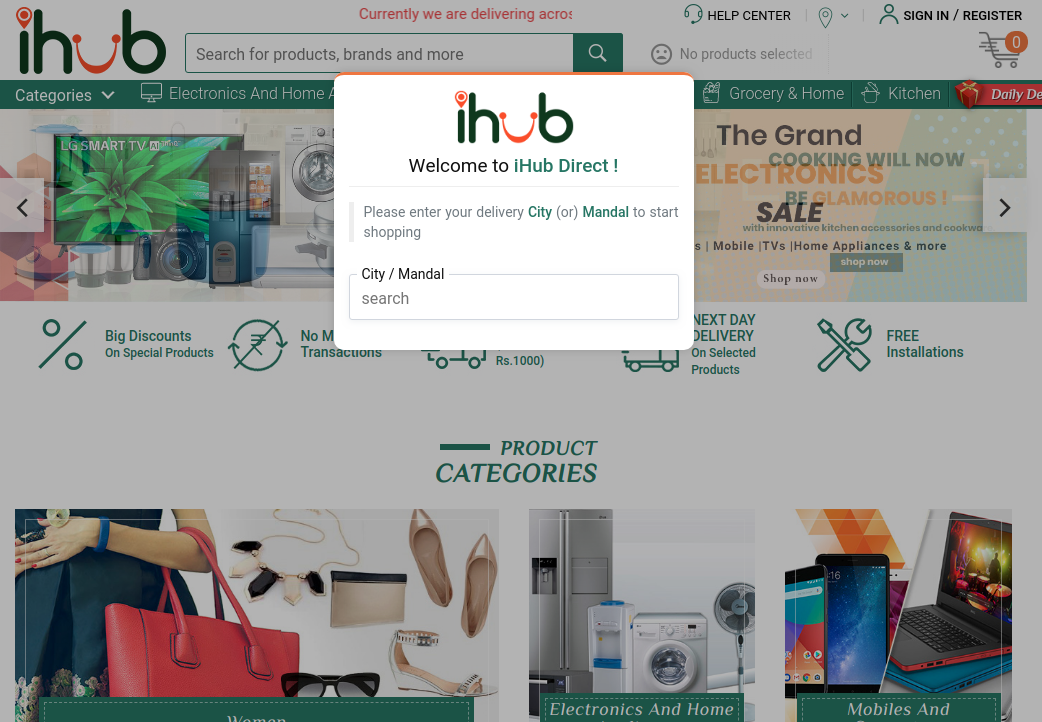 Currently we are delivering acros
HELP CENTER
SIGN IN / REGISTER
ihub
Search for products, brands and more
No products selected
0
Categories
Electronics And Home A
Grocery & Home
Kitchen
Daily De
ihub
Welcome to iHub Direct !
Please enter your delivery City (or) Mandal to start
shopping
City / Mandal
search
LG SMART TV AI
The Grand
COOKING WILL NOW
ELECTRONICS
BE GLAMOROUS !
SALE
with innovative kitchen accessories and cookware
s | Mobile |TVs |Home Appliances & more
shop now
Shop now
Big Discounts
On Special Products
No M
Transactions
Rs.1000)
NEXT DAY
DELIVERY
On Selected
Products
FREE
Installations
PRODUCT
CATEGORIES
16
Women
Electronics And Home
Mobiles And